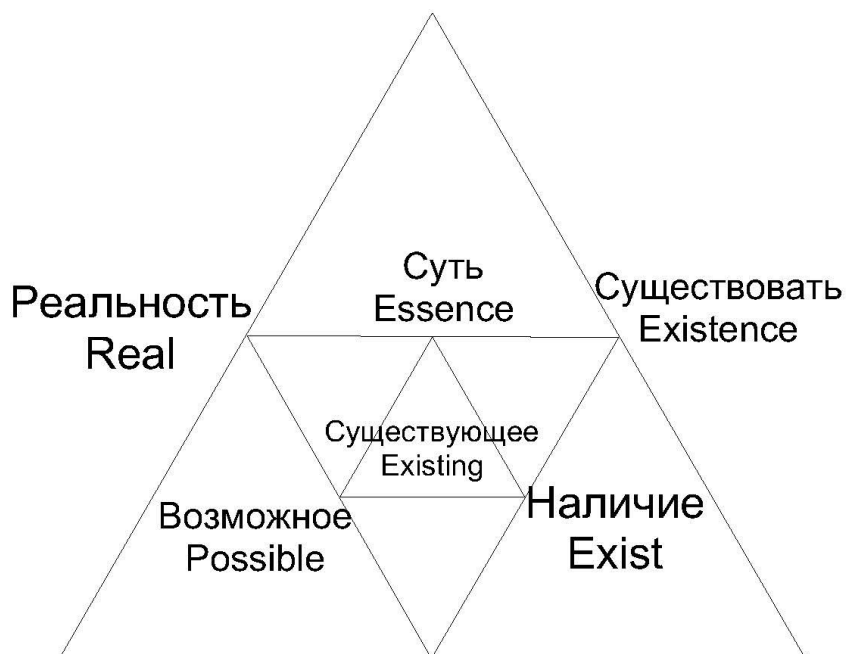 Суть
Essence
Реальность
Real
Существовать
Existence
Существующее
Existing
Возможное
Possible
Наличие
Exist